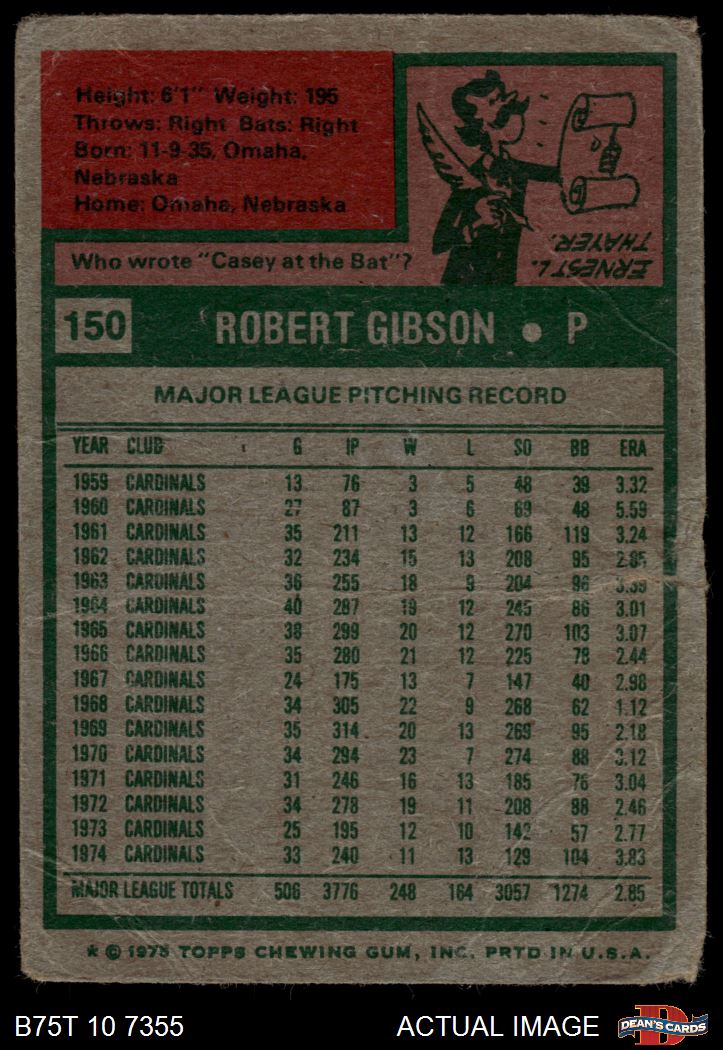 Height: 6'1" Weight: 195
Throws: Right Bats: Right
Born: 11-9-35, Omaha,
Nebraska
Home: Omaha, Nebraska
Who wrote "Casey at the Bat"?
ERNEST L.
THAYER.
150 ROBERT GIBSON • P
MAJOR LEAGUE PITCHING RECORD
YEAR CLUB G IP W L SO BB ERA
1959 CARDINALS 13 76 3 5 48 39 3.32
1960 CARDINALS 27 87 3 6 69 48 5.59
1961 CARDINALS 35 211 13 12 166 119 3.24
1962 CARDINALS 32 234 15 13 208 95 2.85
1963 CARDINALS 36 255 18 9 204 96 3.39
1964 CARDINALS 40 287 19 12 245 86 3.01
1965 CARDINALS 38 299 20 12 270 103 3.07
1966 CARDINALS 35 280 21 12 225 78 2.44
1967 CARDINALS 24 175 13 7 147 40 2.98
1968 CARDINALS 34 305 22 9 268 62 1.12
1969 CARDINALS 35 314 20 13 269 95 2.18
1970 CARDINALS 34 294 23 7 274 88 3.12
1971 CARDINALS 31 246 16 13 185 76 3.04
1972 CARDINALS 34 278 19 11 208 88 2.46
1973 CARDINALS 25 195 12 10 142 57 2.77
1974 CARDINALS 33 240 11 13 129 104 3.83
MAJOR LEAGUE TOTALS 506 3776 248 164 3057 1274 2.85
* © 1975 TOPPS CHEWING GUM, INC. PRTD IN U.S.A.
B75T 10 7355 ACTUAL IMAGE
D
DEAN'S CARDS